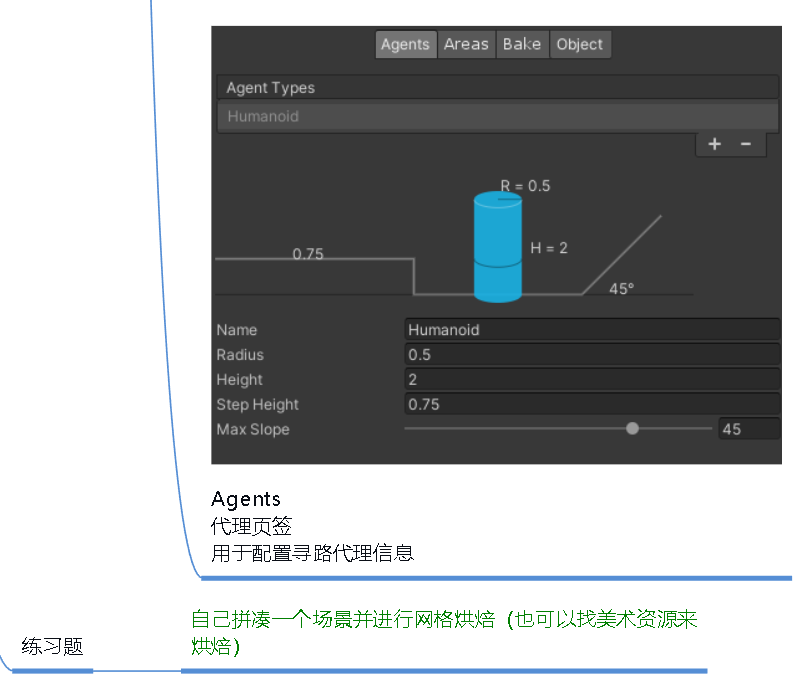 Agents Areas Bake Object
Agent Types
Humanoid
+ −
R = 0.5
H = 2
0.75
45°
Name Humanoid
Radius 0.5
Height 2
Step Height 0.75
Max Slope 45
Agents
代理页签
用于配置寻路代理信息
自己拼凑一个场景并进行网格烘焙（也可以找美术资源来
烘焙）
练习题